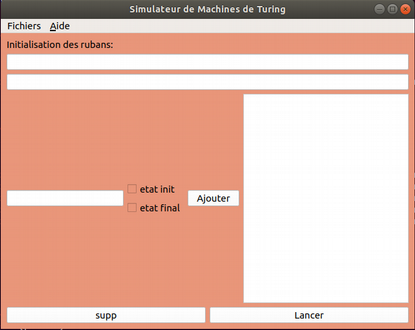 Simulateur de Machines de Turing
Fichiers Aide
Initialisation des rubans:
etat init
Ajouter
etat final
supp Lancer